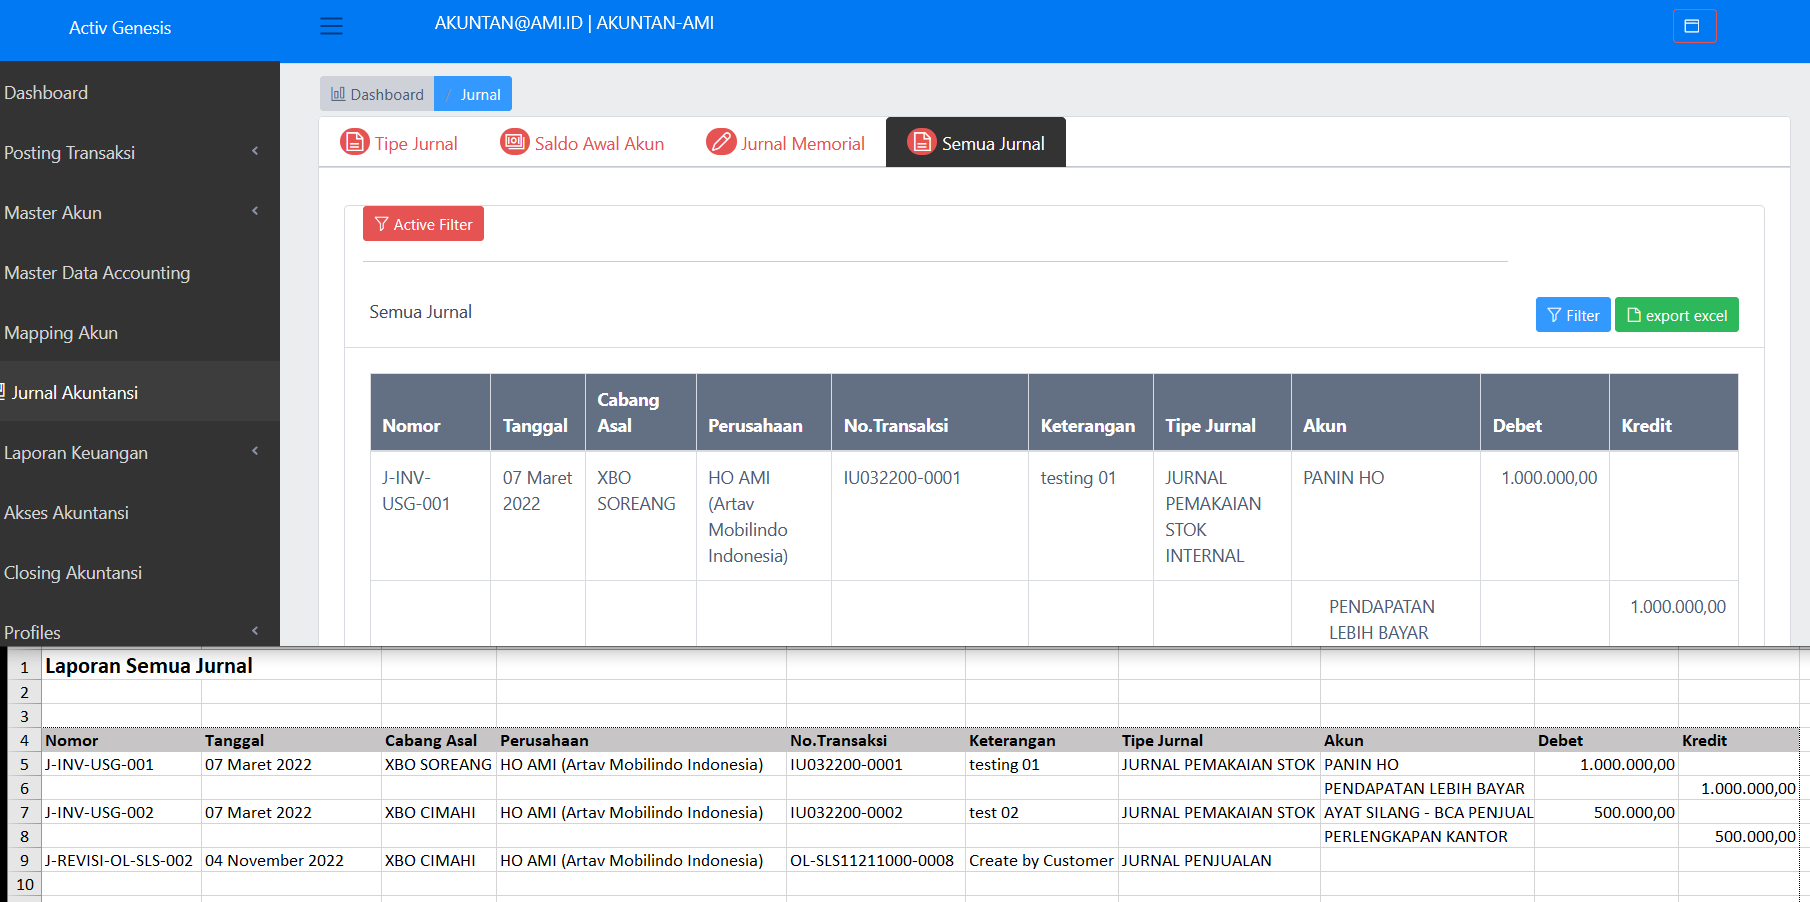 Activ Genesis
AKUNTAN@AMI.ID | AKUNTAN-AMI
Dashboard
Posting Transaksi
Master Akun
Master Data Accounting
Mapping Akun
Jurnal Akuntansi
Laporan Keuangan
Akses Akuntansi
Closing Akuntansi
Profiles
Dashboard / Jurnal
Tipe Jurnal Saldo Awal Akun Jurnal Memorial Semua Jurnal
Active Filter
Semua Jurnal
Filter export excel
Nomor Tanggal Cabang Asal Perusahaan No.Transaksi Keterangan Tipe Jurnal Akun Debet Kredit
J-INV-USG-001 07 Maret 2022 XBO SOREANG HO AMI (Artav Mobilindo Indonesia) IU032200-0001 testing 01 JURNAL PEMAKAIAN STOK INTERNAL PANIN HO 1.000.000,00
PENDAPATAN LEBIH BAYAR 1.000.000,00
1 Laporan Semua Jurnal
2
3
4 Nomor Tanggal Cabang Asal Perusahaan No.Transaksi Keterangan Tipe Jurnal Akun Debet Kredit
5 J-INV-USG-001 07 Maret 2022 XBO SOREANG HO AMI (Artav Mobilindo Indonesia) IU032200-0001 testing 01 JURNAL PEMAKAIAN STOK PANIN HO 1.000.000,00
6 PENDAPATAN LEBIH BAYAR 1.000.000,00
7 J-INV-USG-002 07 Maret 2022 XBO CIMAHI HO AMI (Artav Mobilindo Indonesia) IU032200-0002 test 02 JURNAL PEMAKAIAN STOK AYAT SILANG - BCA PENJUAL 500.000,00
8 PERLENGKAPAN KANTOR 500.000,00
9 J-REVISI-OL-SLS-002 04 November 2022 XBO CIMAHI HO AMI (Artav Mobilindo Indonesia) OL-SLS11211000-0008 Create by Customer JURNAL PENJUALAN
10